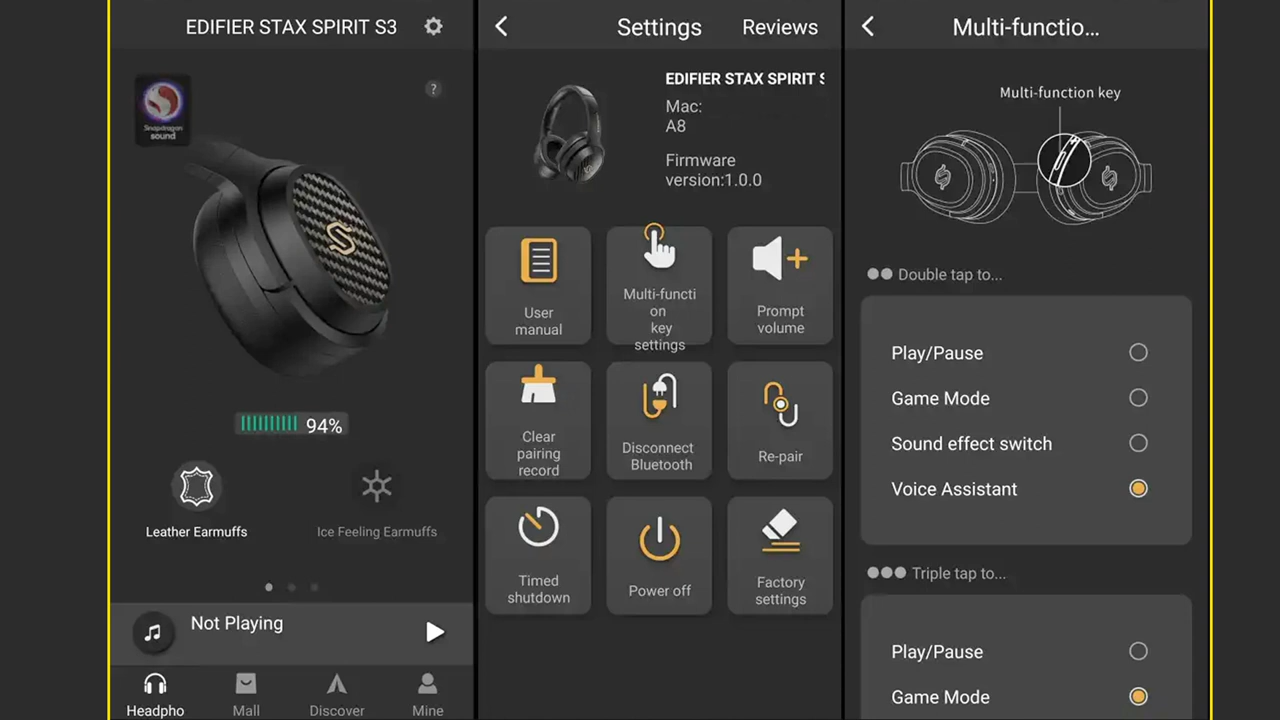 EDIFIER STAX SPIRIT S3
Snapdragon
sound
?
94%
Leather Earmuffs
Ice Feeling Earmuffs
Not Playing
Headpho
Mall
Discover
Mine
Settings
Reviews
EDIFIER STAX SPIRIT S
Mac:
A8
Firmware
version:1.0.0
User
manual
Multi-functi
on
key
settings
Prompt
volume
Clear
pairing
record
Disconnect
Bluetooth
Re-pair
Timed
shutdown
Power off
Factory
settings
Multi-functio...
Multi-function key
Double tap to...
Play/Pause
Game Mode
Sound effect switch
Voice Assistant
Triple tap to...
Play/Pause
Game Mode